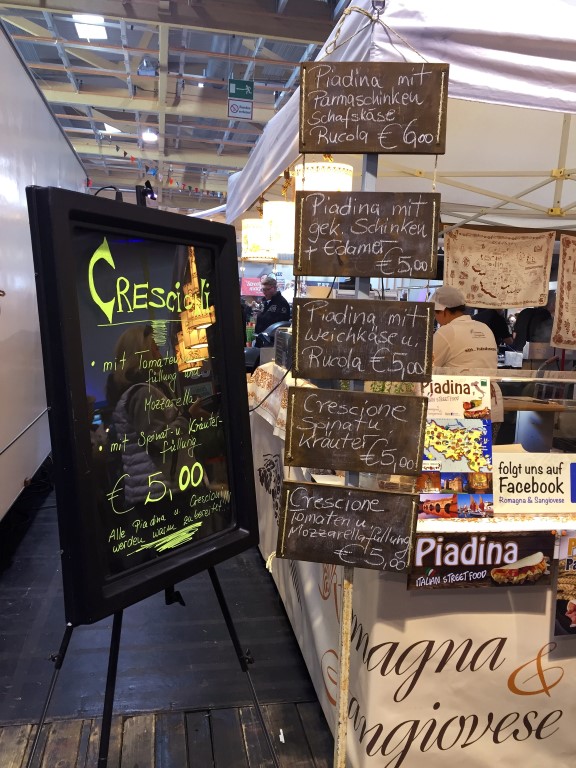 CRESCIONI
• mit Tomaten
füllung und
Mozzarella
• mit Spinat-u Kräuter-
füllung
€ 5,00
Alle Piadina u. Crescioni
werden warm zubereitet
Piadina mit
Parmaschinken
Schafskäse
Rucola € 6,00
Piadina mit
gek. Schinken
+ Edamer
€5,00
Piadina mit
Weichkäse u.
Rucola €5,00
Crescione
Spinat u.
Kräuter
€5,00
Crescione
Tomaten u.
Mozzarellafüllung
€5,00
Piadina
folgt uns auf
Facebook
Romagna & Sangiovese
Piadina
ITALIAN STREET FOOD
magna
&
angiovese